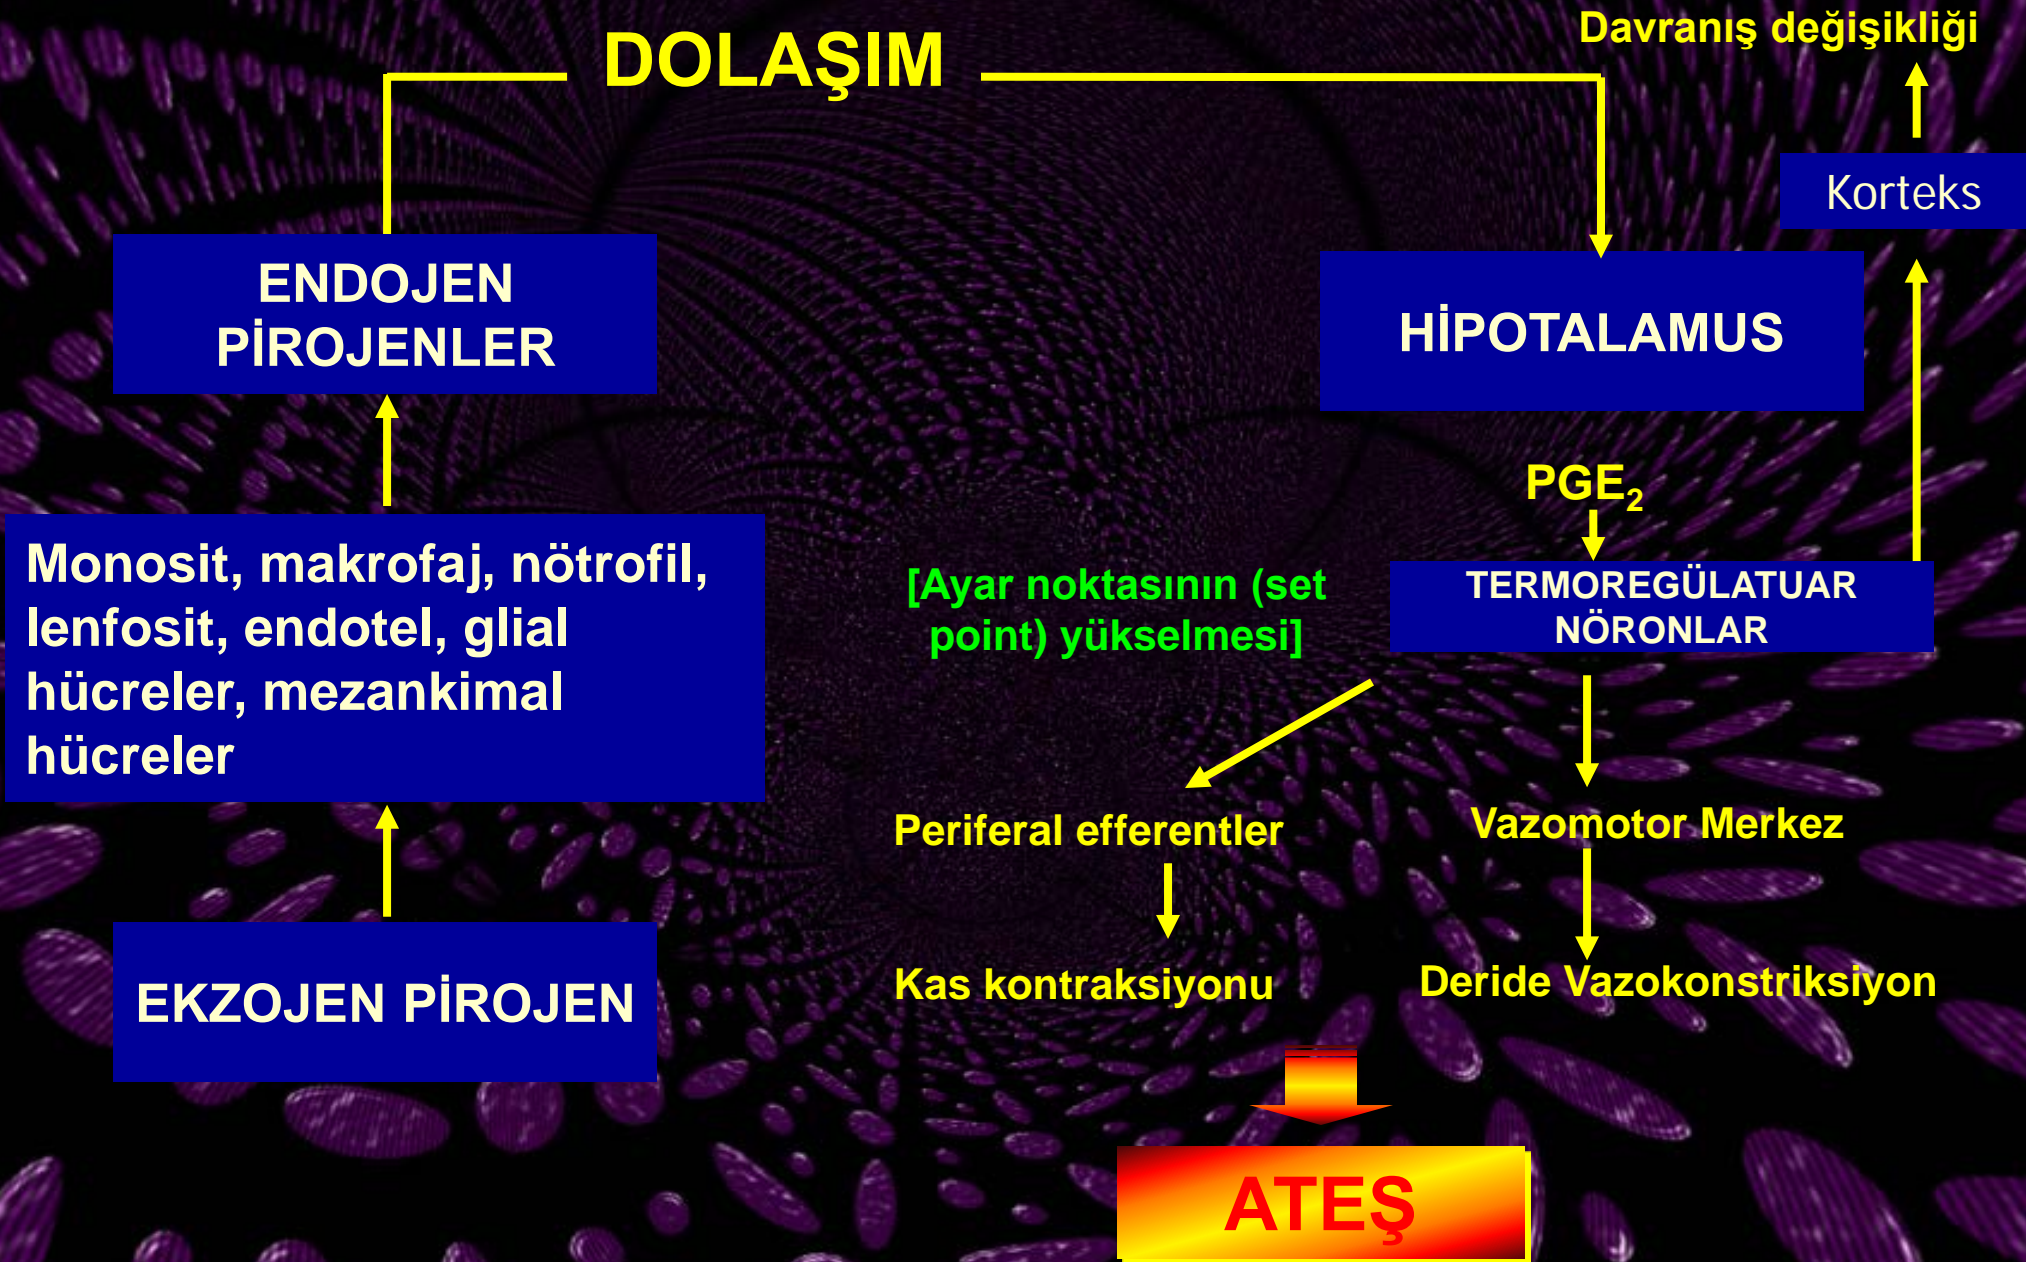 DOLAŞIM
Davranış değişikliği
Korteks
ENDOJEN
PİROJENLER
HİPOTALAMUS
PGE₂
Monosit, makrofaj, nötrofil,
lenfosit, endotel, glial
hücreler, mezankimal
hücreler
[Ayar noktasının (set
point) yükselmesi]
TERMOREGÜLATUAR
NÖRONLAR
Periferal efferentler
Vazomotor Merkez
EKZOJEN PİROJEN
Kas kontraksiyonu
Deride Vazokonstriksiyon
ATEŞ